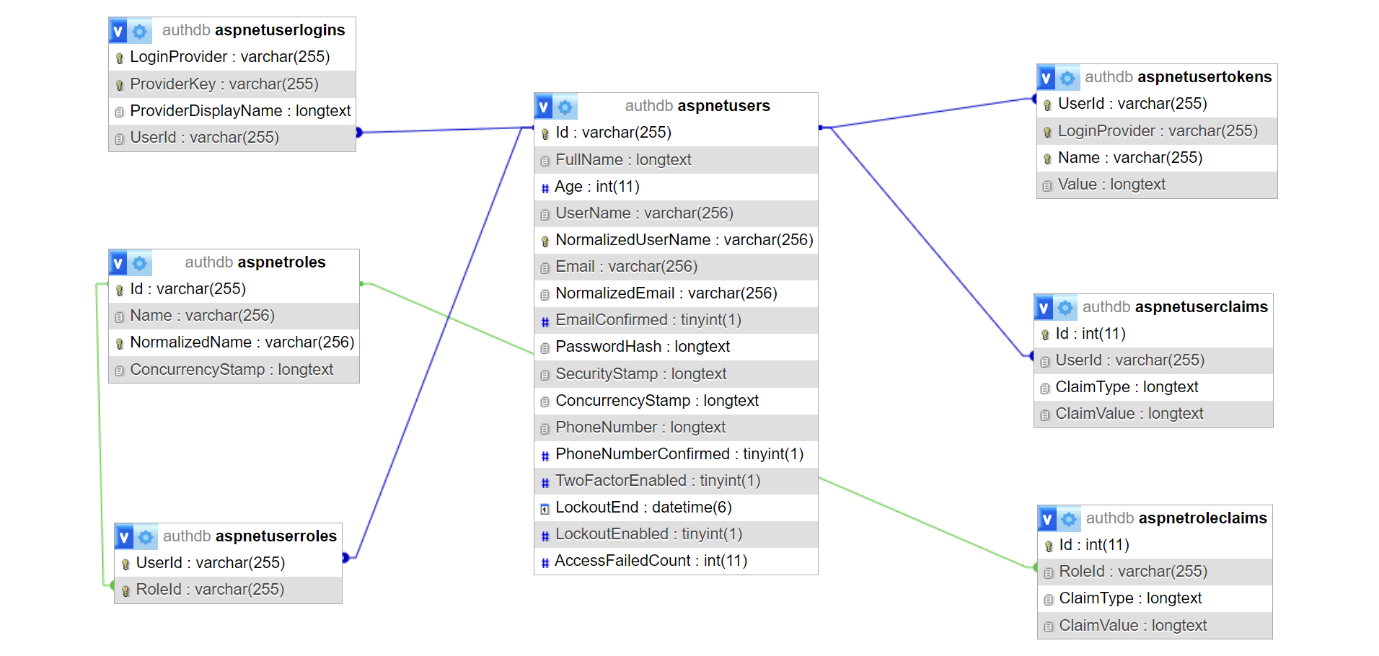 V authdb aspnetuserlogins
LoginProvider : varchar(255)
ProviderKey : varchar(255)
ProviderDisplayName : longtext
UserId : varchar(255)
V authdb aspnetroles
Id : varchar(255)
Name : varchar(256)
NormalizedName : varchar(256)
ConcurrencyStamp : longtext
V authdb aspnetuserroles
UserId : varchar(255)
RoleId : varchar(255)
V authdb aspnetusers
Id : varchar(255)
FullName : longtext
# Age : int(11)
UserName : varchar(256)
NormalizedUserName : varchar(256)
Email : varchar(256)
NormalizedEmail : varchar(256)
# EmailConfirmed : tinyint(1)
PasswordHash : longtext
SecurityStamp : longtext
ConcurrencyStamp : longtext
PhoneNumber : longtext
# PhoneNumberConfirmed : tinyint(1)
# TwoFactorEnabled : tinyint(1)
LockoutEnd : datetime(6)
# LockoutEnabled : tinyint(1)
# AccessFailedCount : int(11)
V authdb aspnetusertokens
UserId : varchar(255)
LoginProvider : varchar(255)
Name : varchar(255)
Value : longtext
V authdb aspnetuserclaims
Id : int(11)
UserId : varchar(255)
ClaimType : longtext
ClaimValue : longtext
V authdb aspnetroleclaims
Id : int(11)
RoleId : varchar(255)
ClaimType : longtext
ClaimValue : longtext